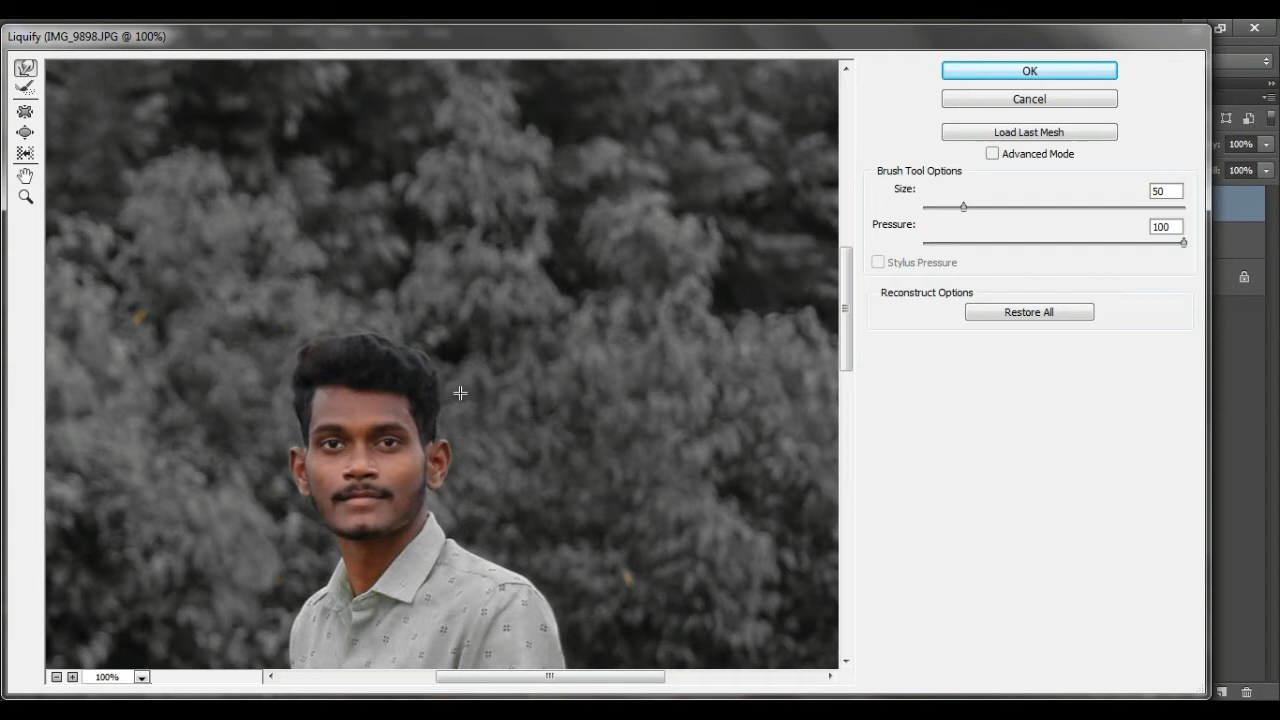 Liquify (IMG_9898.JPG @ 100%)
OK
Cancel
Load Last Mesh
Advanced Mode
Brush Tool Options
Size:
50
Pressure:
100
Stylus Pressure
Reconstruct Options
Restore All
100%
100%
100%